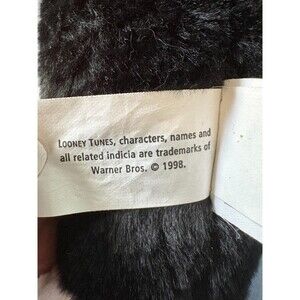 LOONEY TUNES, characters, names and
all related indicia are trademarks of
Warner Bros. © 1998.